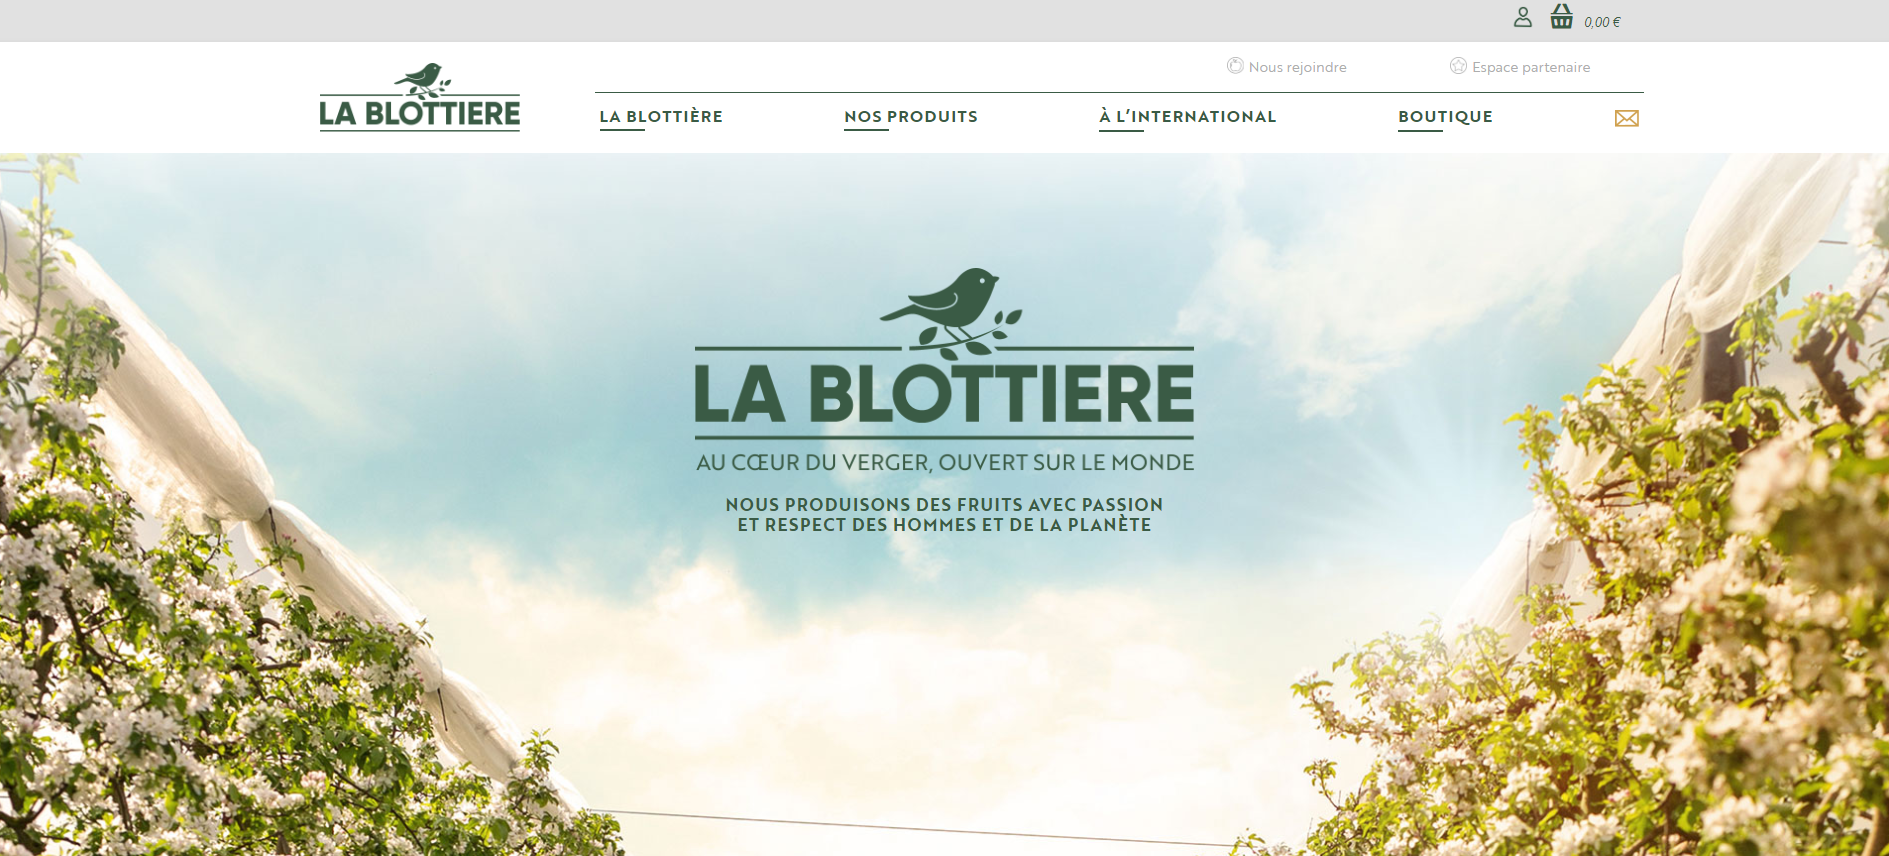 0,00 €
Nous rejoindre
Espace partenaire
LA BLOTTIERE
LA BLOTTIÈRE
NOS PRODUITS
À L'INTERNATIONAL
BOUTIQUE
LA BLOTTIERE
AU CŒUR DU VERGER, OUVERT SUR LE MONDE
NOUS PRODUISONS DES FRUITS AVEC PASSION
ET RESPECT DES HOMMES ET DE LA PLANÈTE